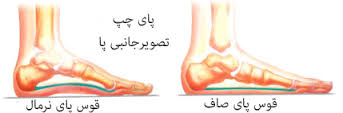 پای چپ
تصویرجانبی پا
قوس پای صاف
قوس پای نرمال